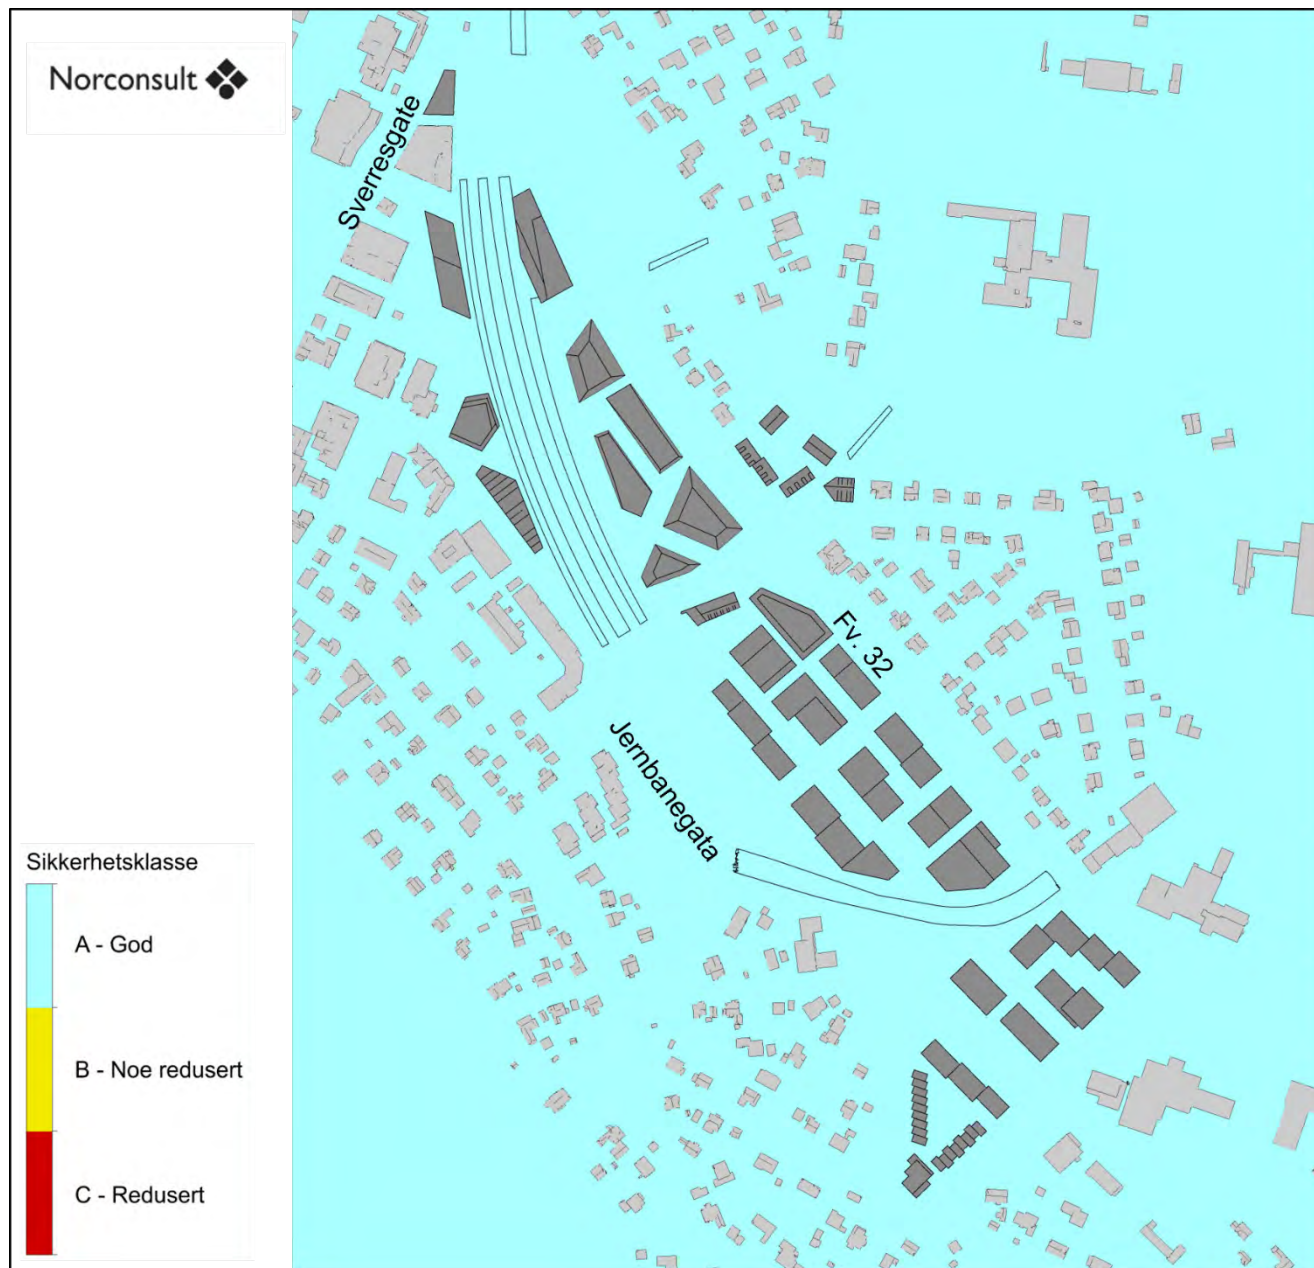 Norconsult
Sverresgate
Fv. 32
Jernbanegata
Sikkerhetsklasse
A - God
B - Noe redusert
C - Redusert